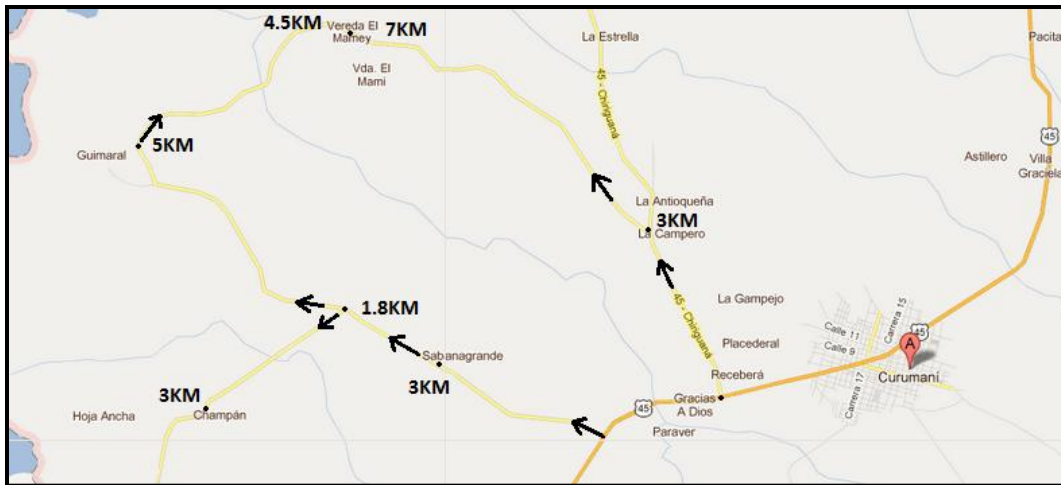 4.5KM
Vereda El
Mamey
7KM
La Estrella
Pacita
Vda. El
Mami
45 - Chiriguaná
45
5KM
Guimaral
Astillero
Villa
Graciela
La Antioqueña
3KM
La Campero
45 - Chiriguaná
La Gampejo
1.8KM
Carrera 15
Calle 11
45
Placederal
Calle 9
A
Sabanagrande
Receberá
Curumaní
3KM
Carrera 17
3KM
Gracias
A Dios
45
Hoja Ancha
Champán
Paraver